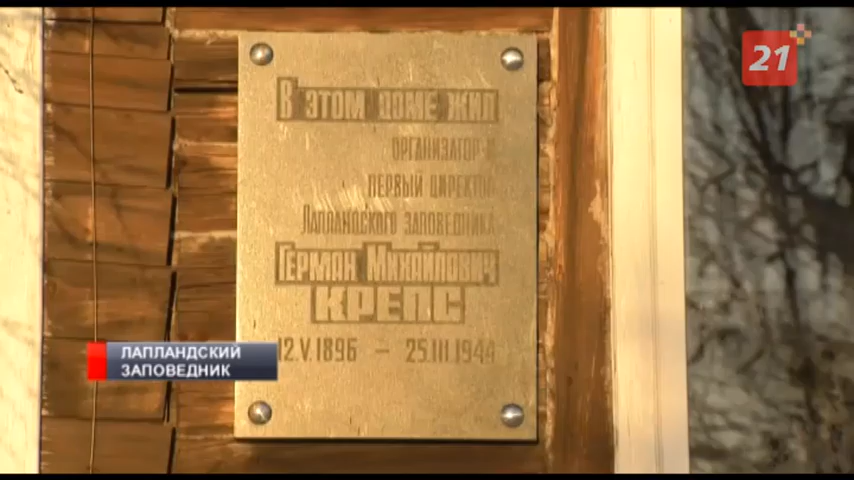 21
В ЭТОМ ДОМЕ ЖИЛ
ОРГАНИЗАТОР И
ПЕРВЫЙ ДИРЕКТОР
ЛАПЛАНДСКОГО ЗАПОВЕДНИКА
ГЕРМАН МИХАЙЛОВИЧ
КРЕПС
12.V.1896 – 25.III.1944
ЛАПЛАНДСКИЙ
ЗАПОВЕДНИК